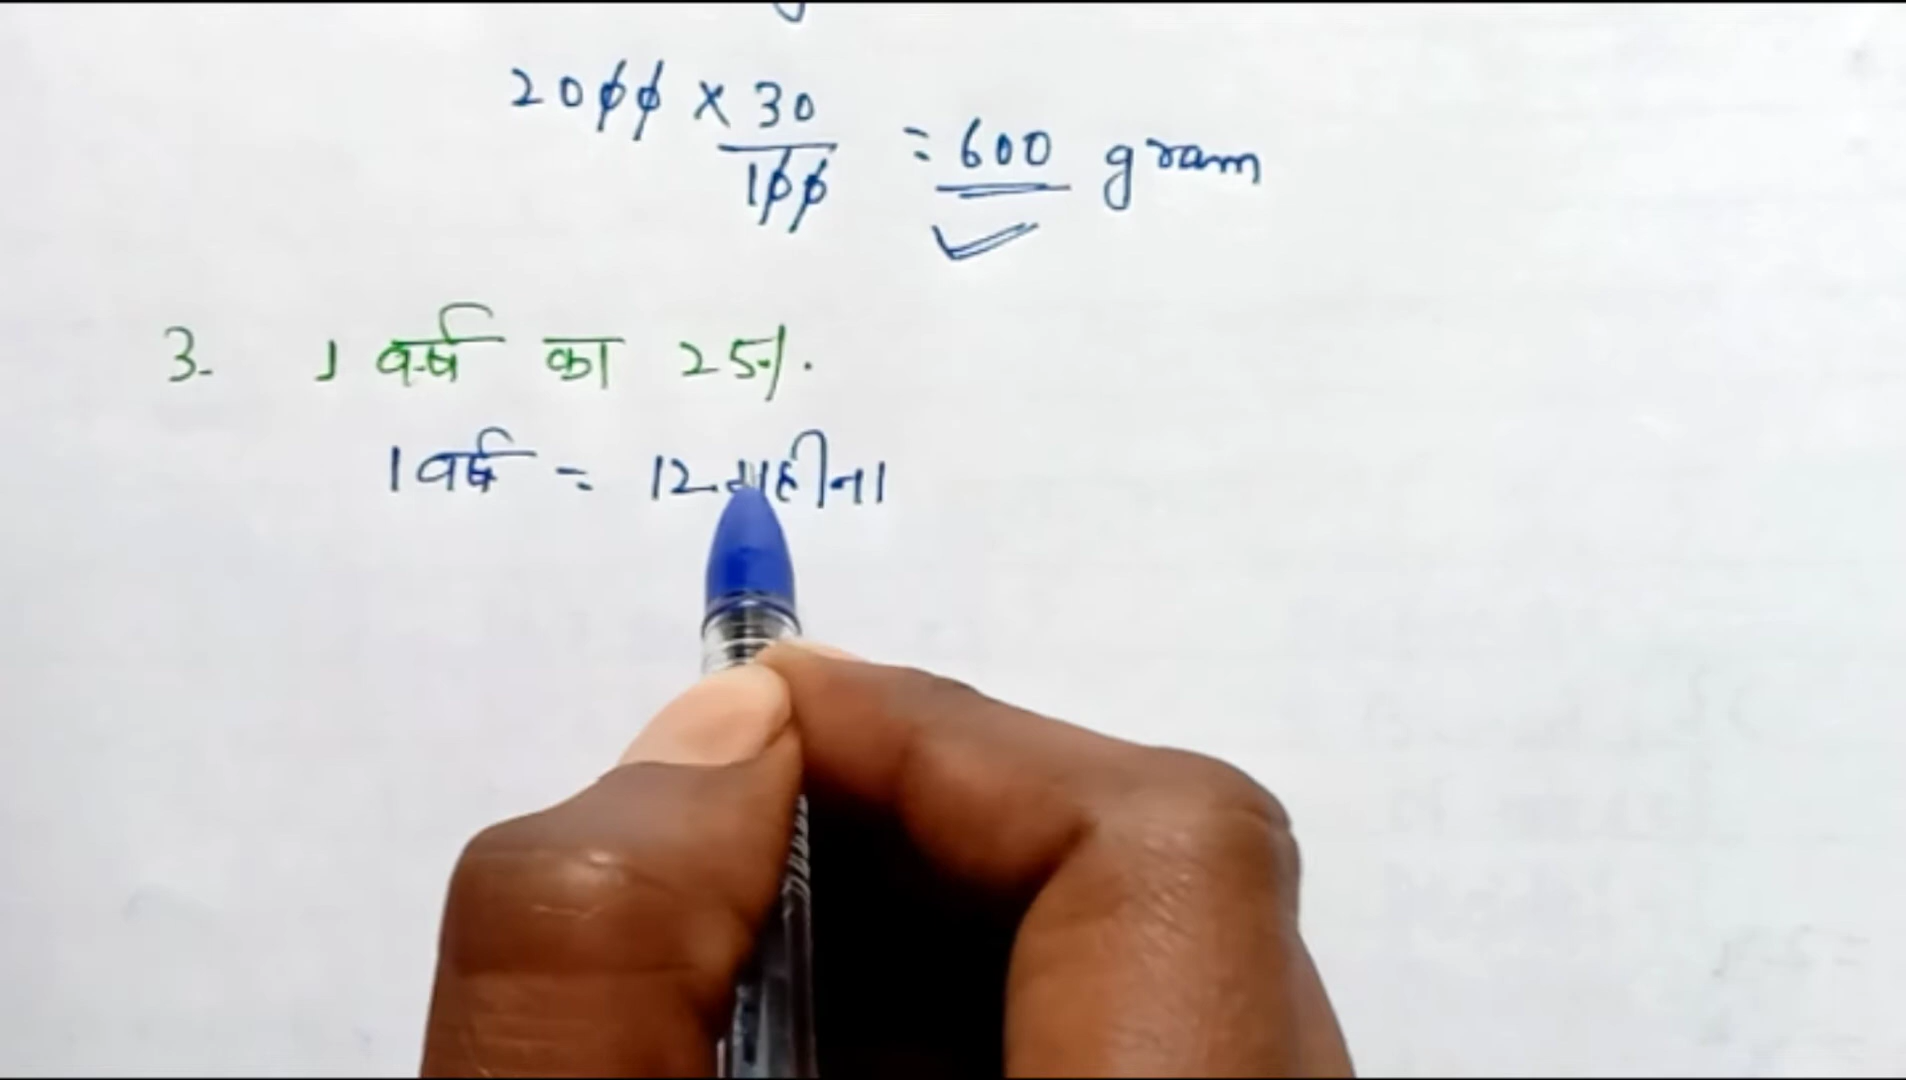 2000 × 30/100 = 600 gram
3. 1 वर्ष का 25%.
1 वर्ष = 12 महीना